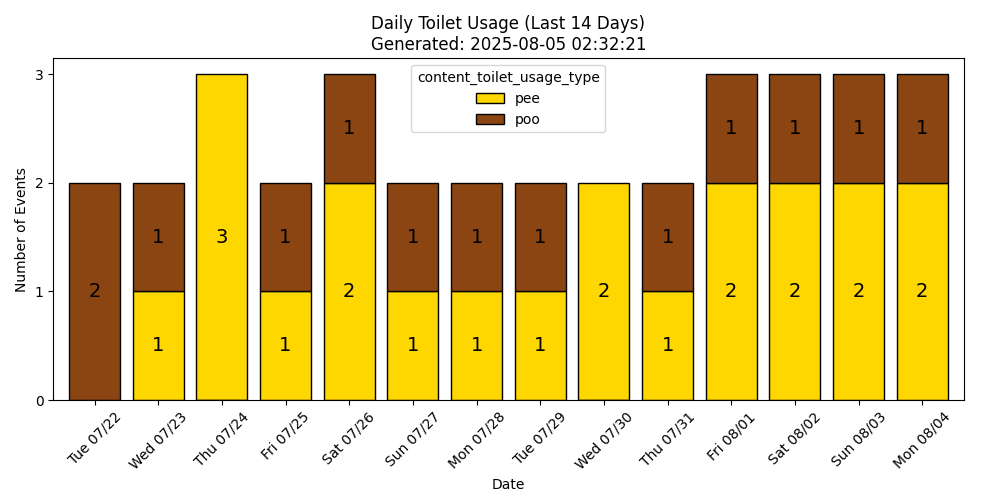 Daily Toilet Usage (Last 14 Days)
Generated: 2025-08-05 02:32:21
content_toilet_usage_type
pee
poo
Number of Events
3
2
1
0
2
1
1
3
1
1
1
2
1
1
1
1
1
1
2
1
1
1
2
1
2
1
2
1
2
Tue 07/22
Wed 07/23
Thu 07/24
Fri 07/25
Sat 07/26
Sun 07/27
Mon 07/28
Tue 07/29
Wed 07/30
Thu 07/31
Fri 08/01
Sat 08/02
Sun 08/03
Mon 08/04
Date